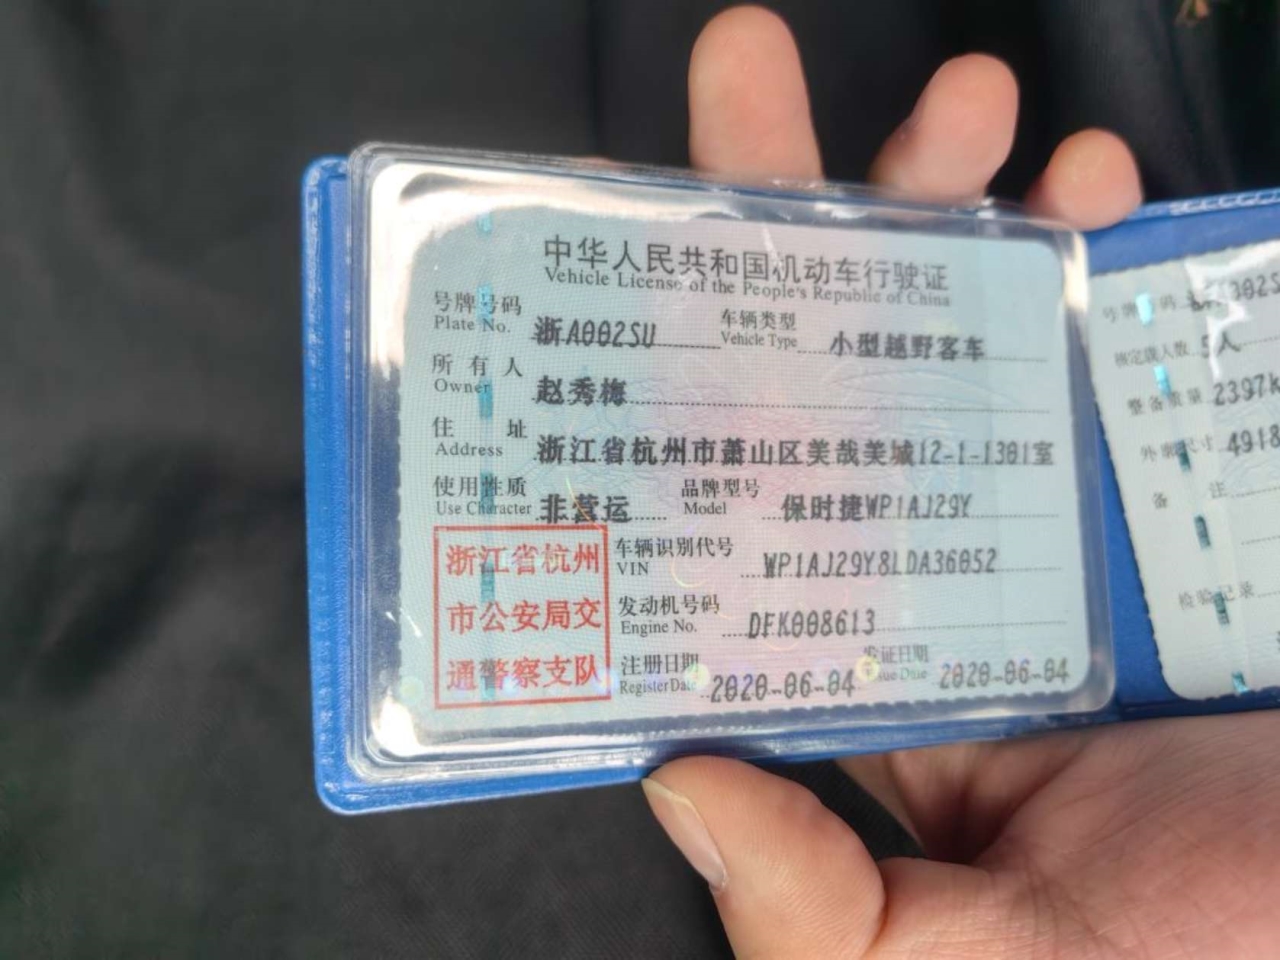 中华人民共和国机动车行驶证
Vehicle License of the People's Republic of China
号牌号码 浙A002SU 车辆类型 小型越野客车
Plate No. Vehicle Type
所有人 赵秀梅
Owner
住址 浙江省杭州市萧山区美哉美城12-1-1301室
Address
使用性质 非营运 品牌型号 保时捷WP1AJ29Y
Use Character Model
浙江省杭州
市公安局交
通警察支队
车辆识别代号 WP1AJ29Y8LDA36052
VIN
发动机号码 DFK008613
Engine No.
注册日期 2020-06-04 发证日期 2020-06-04
Register Date Issue Date
号牌号码
核定载人数 5人
整备质量 2397k
外廓尺寸 4918
备注
检验记录